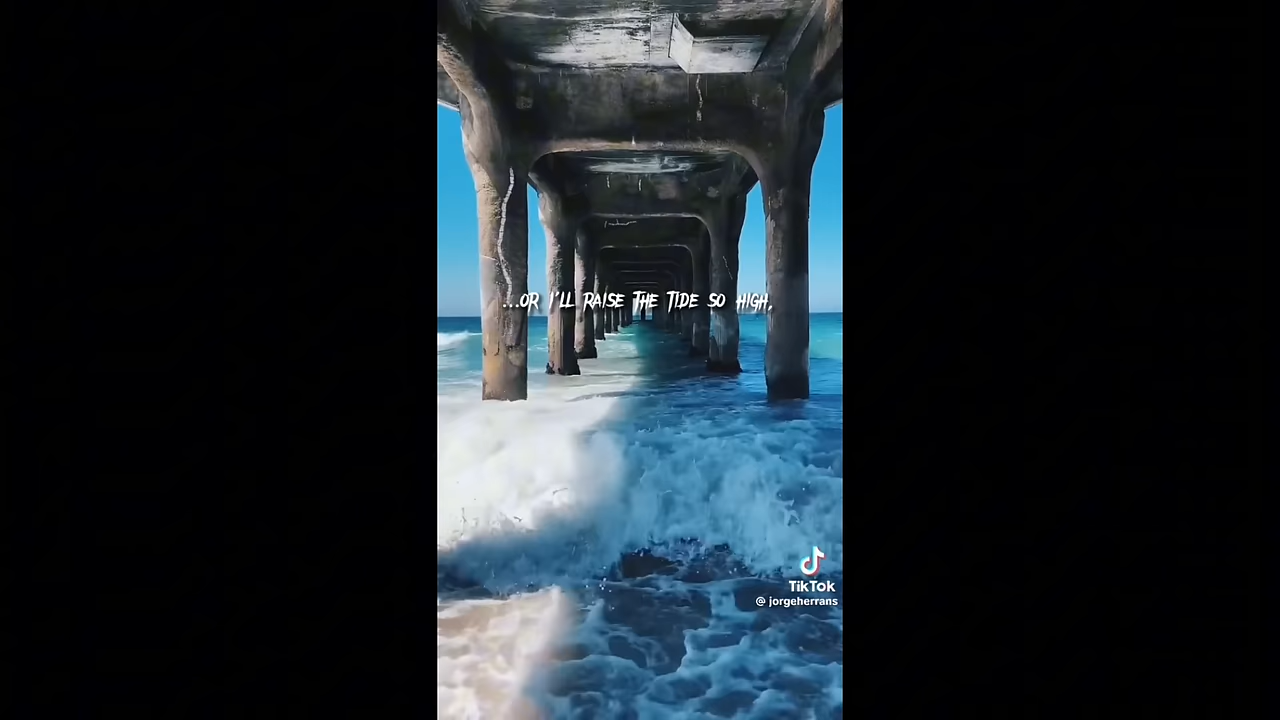 ...OR I'LL RAISE THE TIDE SO HIGH,
TikTok
@ jorgeherrans